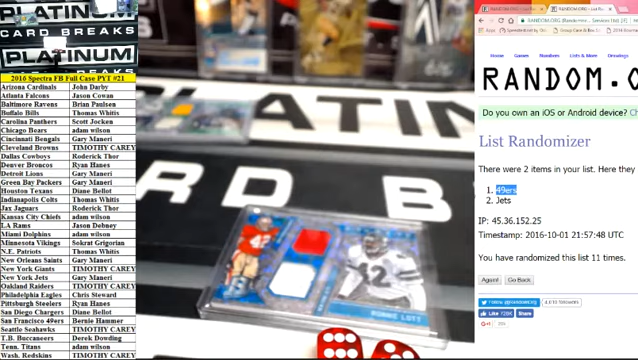 PLATINUM
CARD BREAKS
PLATINUM
2016 Spectra FB Full Case PYT #21
Arizona Cardinals John Darby
Atlanta Falcons Jason Cowan
Baltimore Ravens Brian Paulsen
Buffalo Bills Thomas Whitis
Carolina Panthers Scott Jocken
Chicago Bears adam wilson
Cincinnati Bengals Gary Maneri
Cleveland Browns TIMOTHY CAREY
Dallas Cowboys Roderick Thor
Denver Broncos Ryan Hanes
Detroit Lions Gary Maneri
Green Bay Packers Gary Maneri
Houston Texans Diane Bellot
Indianapolis Colts Thomas Whitis
Jax Jaguars Roderick Thor
Kansas City Chiefs adam wilson
LA Rams Jason Debney
Miami Dolphins adam wilson
Minnesota Vikings Sokrat Grigorian
N.E. Patriots Thomas Whitis
New Orleans Saints Gary Maneri
New York Giants TIMOTHY CAREY
New York Jets Gary Maneri
Oakland Raiders TIMOTHY CAREY
Philadelphia Eagles Chris Steward
Pittsburgh Steelers Ryan Hanes
San Diego Chargers Diane Bellot
San Francisco 49ers Bernie Hammer
Seattle Seahawks TIMOTHY CAREY
T.B. Buccaneers Derek Dowding
Tenn. Titans adam wilson
Wash. Redskins TIMOTHY CAREY
PLATIN
RD B
42
RONNIE LOTT
Home Games Numbers Lists & More
RANDOM.O
Do you own an iOS or Android device?
List Randomizer
There were 2 items in your list. Here they
1. 49ers
2. Jets
IP: 45.36.152.25
Timestamp: 2016-10-01 21:57:48 UTC
You have randomized this list 11 times.
Again! Go Back
Follow @RandomOrg
Like